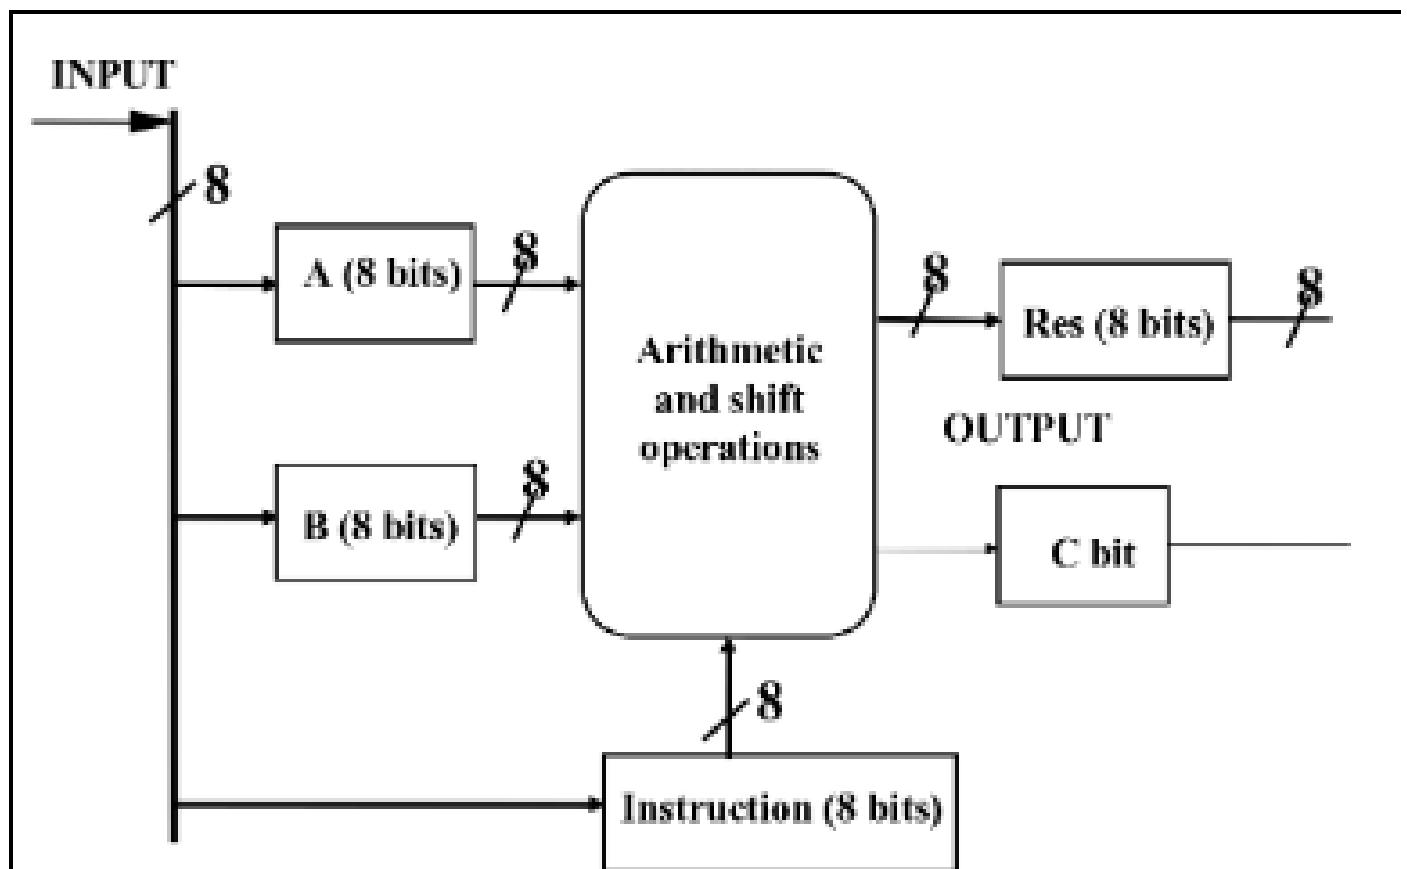 INPUT
8
A (8 bits)
8
Arithmetic
and shift
operations
8
Res (8 bits)
8
OUTPUT
B (8 bits)
8
C bit
8
Instruction (8 bits)